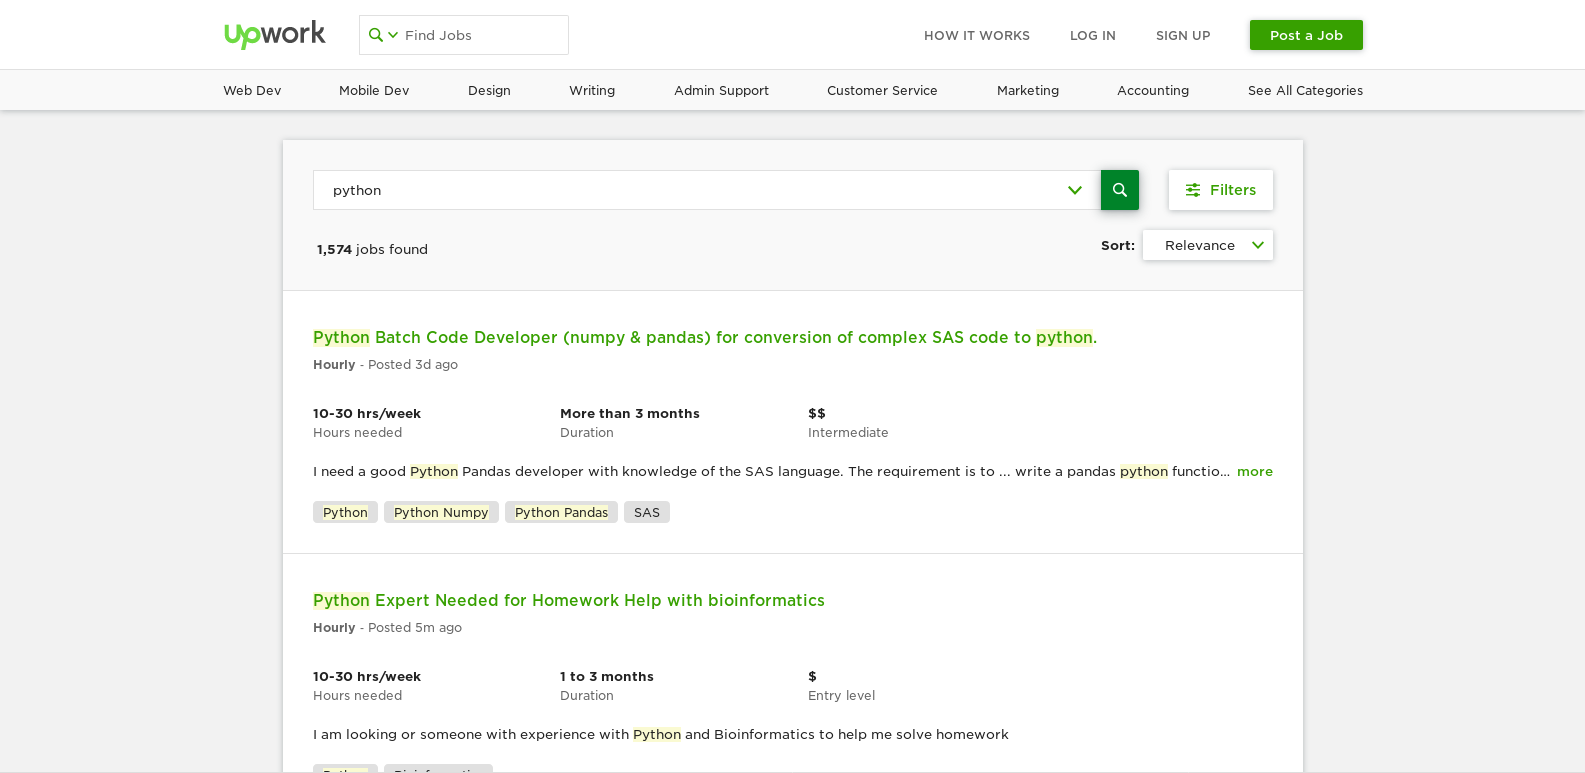 upwork
Find Jobs
HOW IT WORKS
LOG IN
SIGN UP
Post a Job
Web Dev
Mobile Dev
Design
Writing
Admin Support
Customer Service
Marketing
Accounting
See All Categories
python
Filters
1,574 jobs found
Sort:
Relevance
Python Batch Code Developer (numpy & pandas) for conversion of complex SAS code to python.
Hourly - Posted 3d ago
10-30 hrs/week
More than 3 months
$$
Hours needed
Duration
Intermediate
I need a good Python Pandas developer with knowledge of the SAS language. The requirement is to ... write a pandas python functio... more
Python
Python Numpy
Python Pandas
SAS
Python Expert Needed for Homework Help with bioinformatics
Hourly - Posted 5m ago
10-30 hrs/week
1 to 3 months
$
Hours needed
Duration
Entry level
I am looking or someone with experience with Python and Bioinformatics to help me solve homework
Python